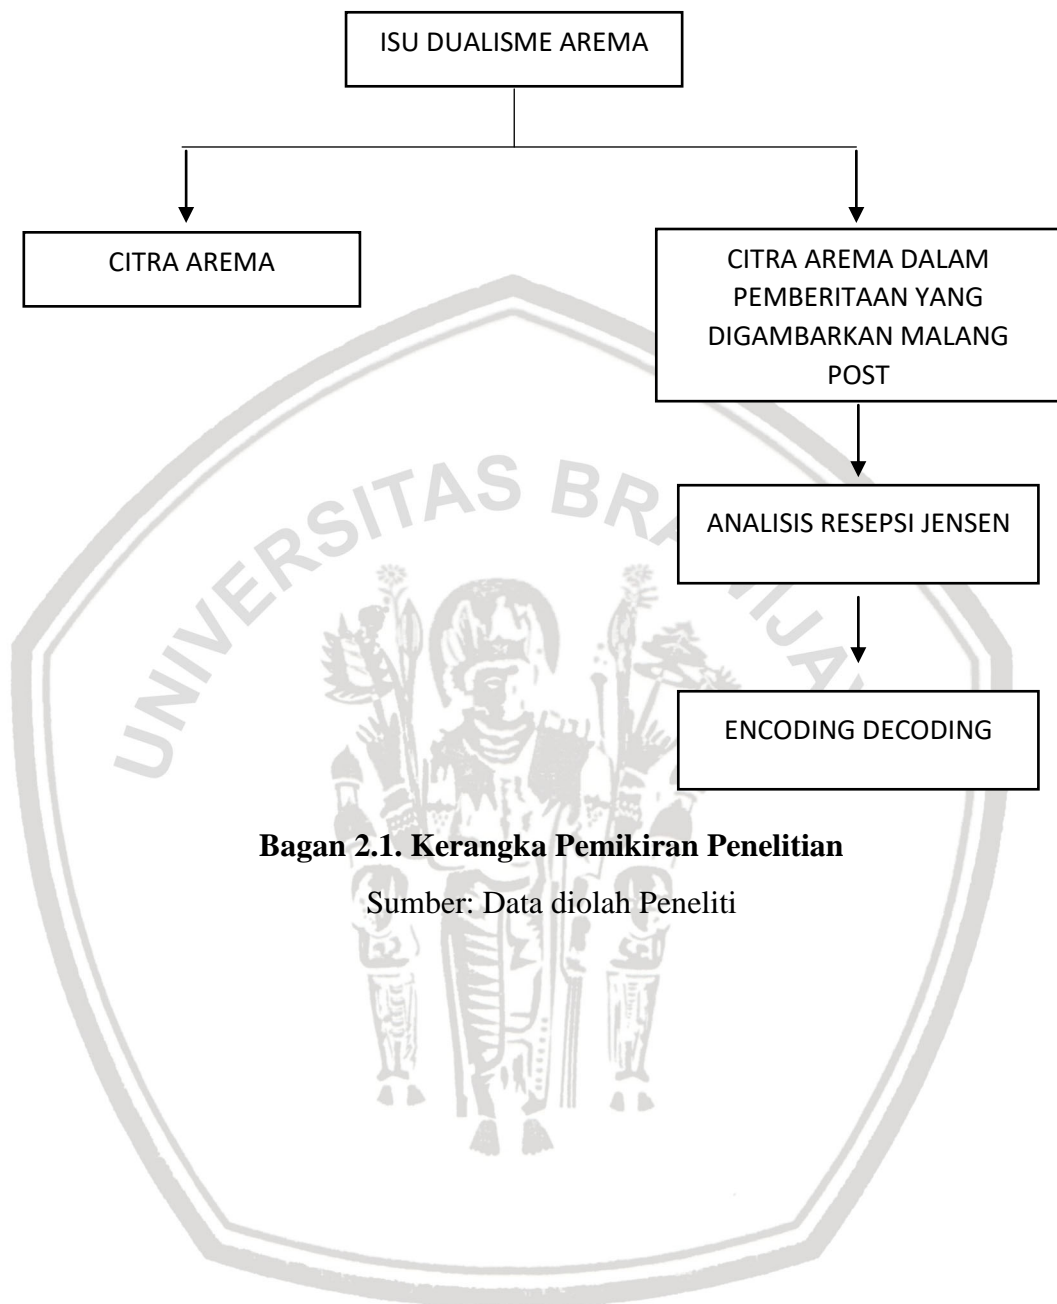 ISU DUALISME AREMA
CITRA AREMA
CITRA AREMA DALAM
PEMBERITAAN YANG
DIGAMBARKAN MALANG
POST
ANALISIS RESEPSI JENSEN
ENCODING DECODING
UNIVERSITAS BRAWIJAYA
Bagan 2.1. Kerangka Pemikiran Penelitian
Sumber: Data diolah Peneliti